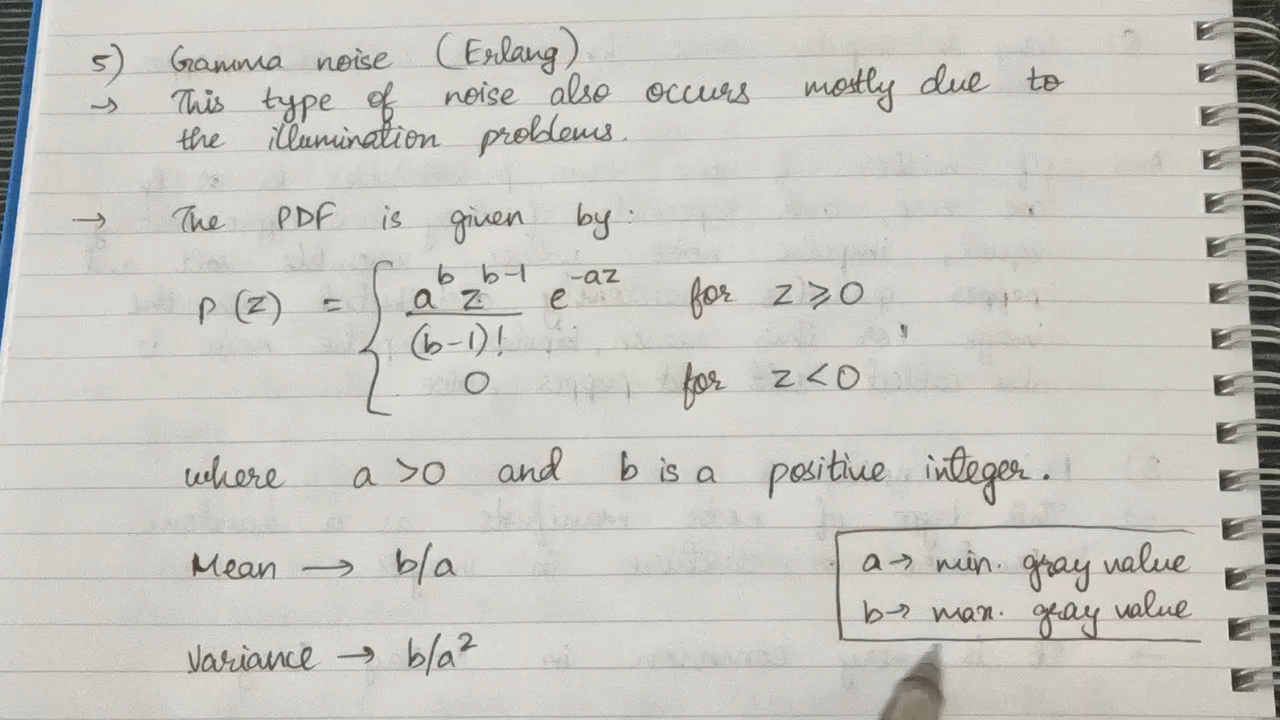 5) Gamma noise (Erlang)
→ This type of noise also occurs mostly due to
the illumination problems.
→ The PDF is given by:
P(z) = { a^b z^(b-1) / (b-1)! e^(-az) for z ≥ 0,
0 for z < 0
where a > 0 and b is a positive integer.
Mean → b/a
a → min. gray value
b → max. gray value
Variance → b/a²